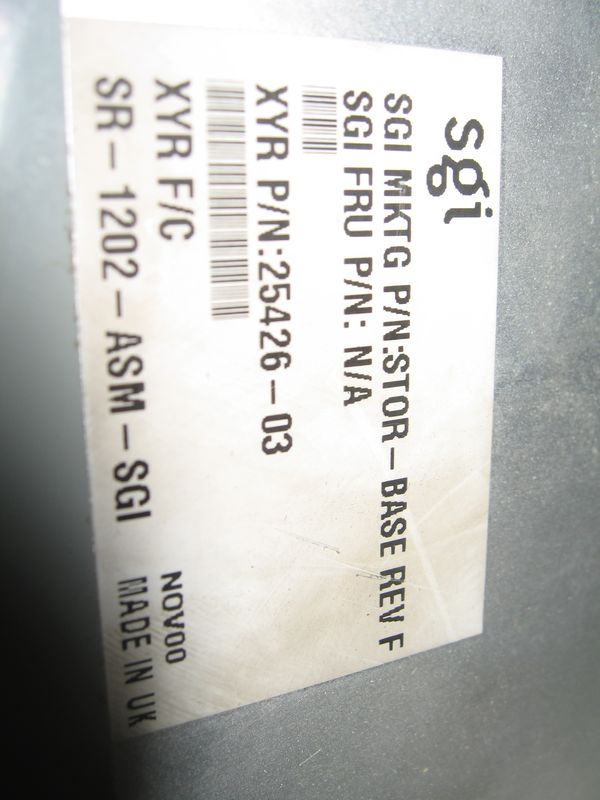 sgi
SGI MKTG P/N:STOR-BASE REV F
SGI FRU P/N: N/A
XYR P/N:25426-03
XYR F/C
SR-1202-ASM-SGI
NOV00
MADE IN UK